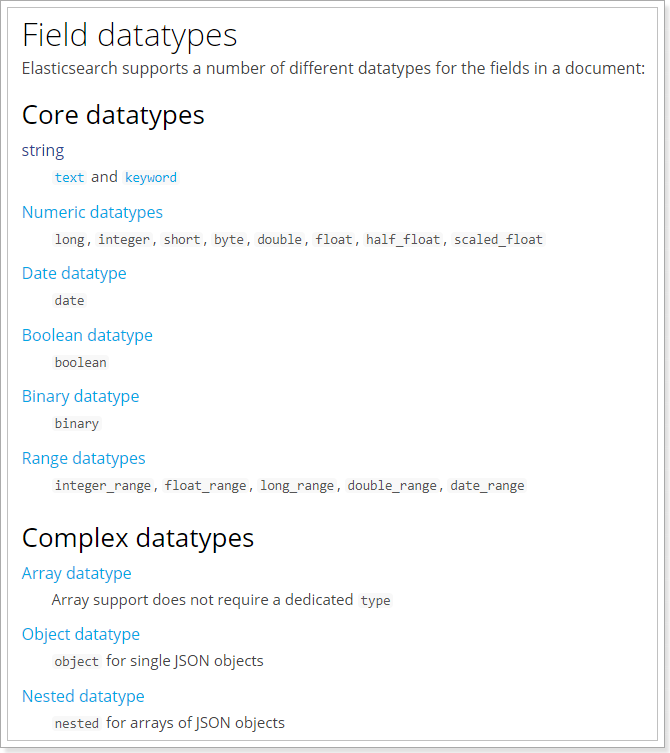 Field datatypes
Elasticsearch supports a number of different datatypes for the fields in a document:
Core datatypes
string
text and keyword
Numeric datatypes
long, integer, short, byte, double, float, half_float, scaled_float
Date datatype
date
Boolean datatype
boolean
Binary datatype
binary
Range datatypes
integer_range, float_range, long_range, double_range, date_range
Complex datatypes
Array datatype
Array support does not require a dedicated type
Object datatype
object for single JSON objects
Nested datatype
nested for arrays of JSON objects